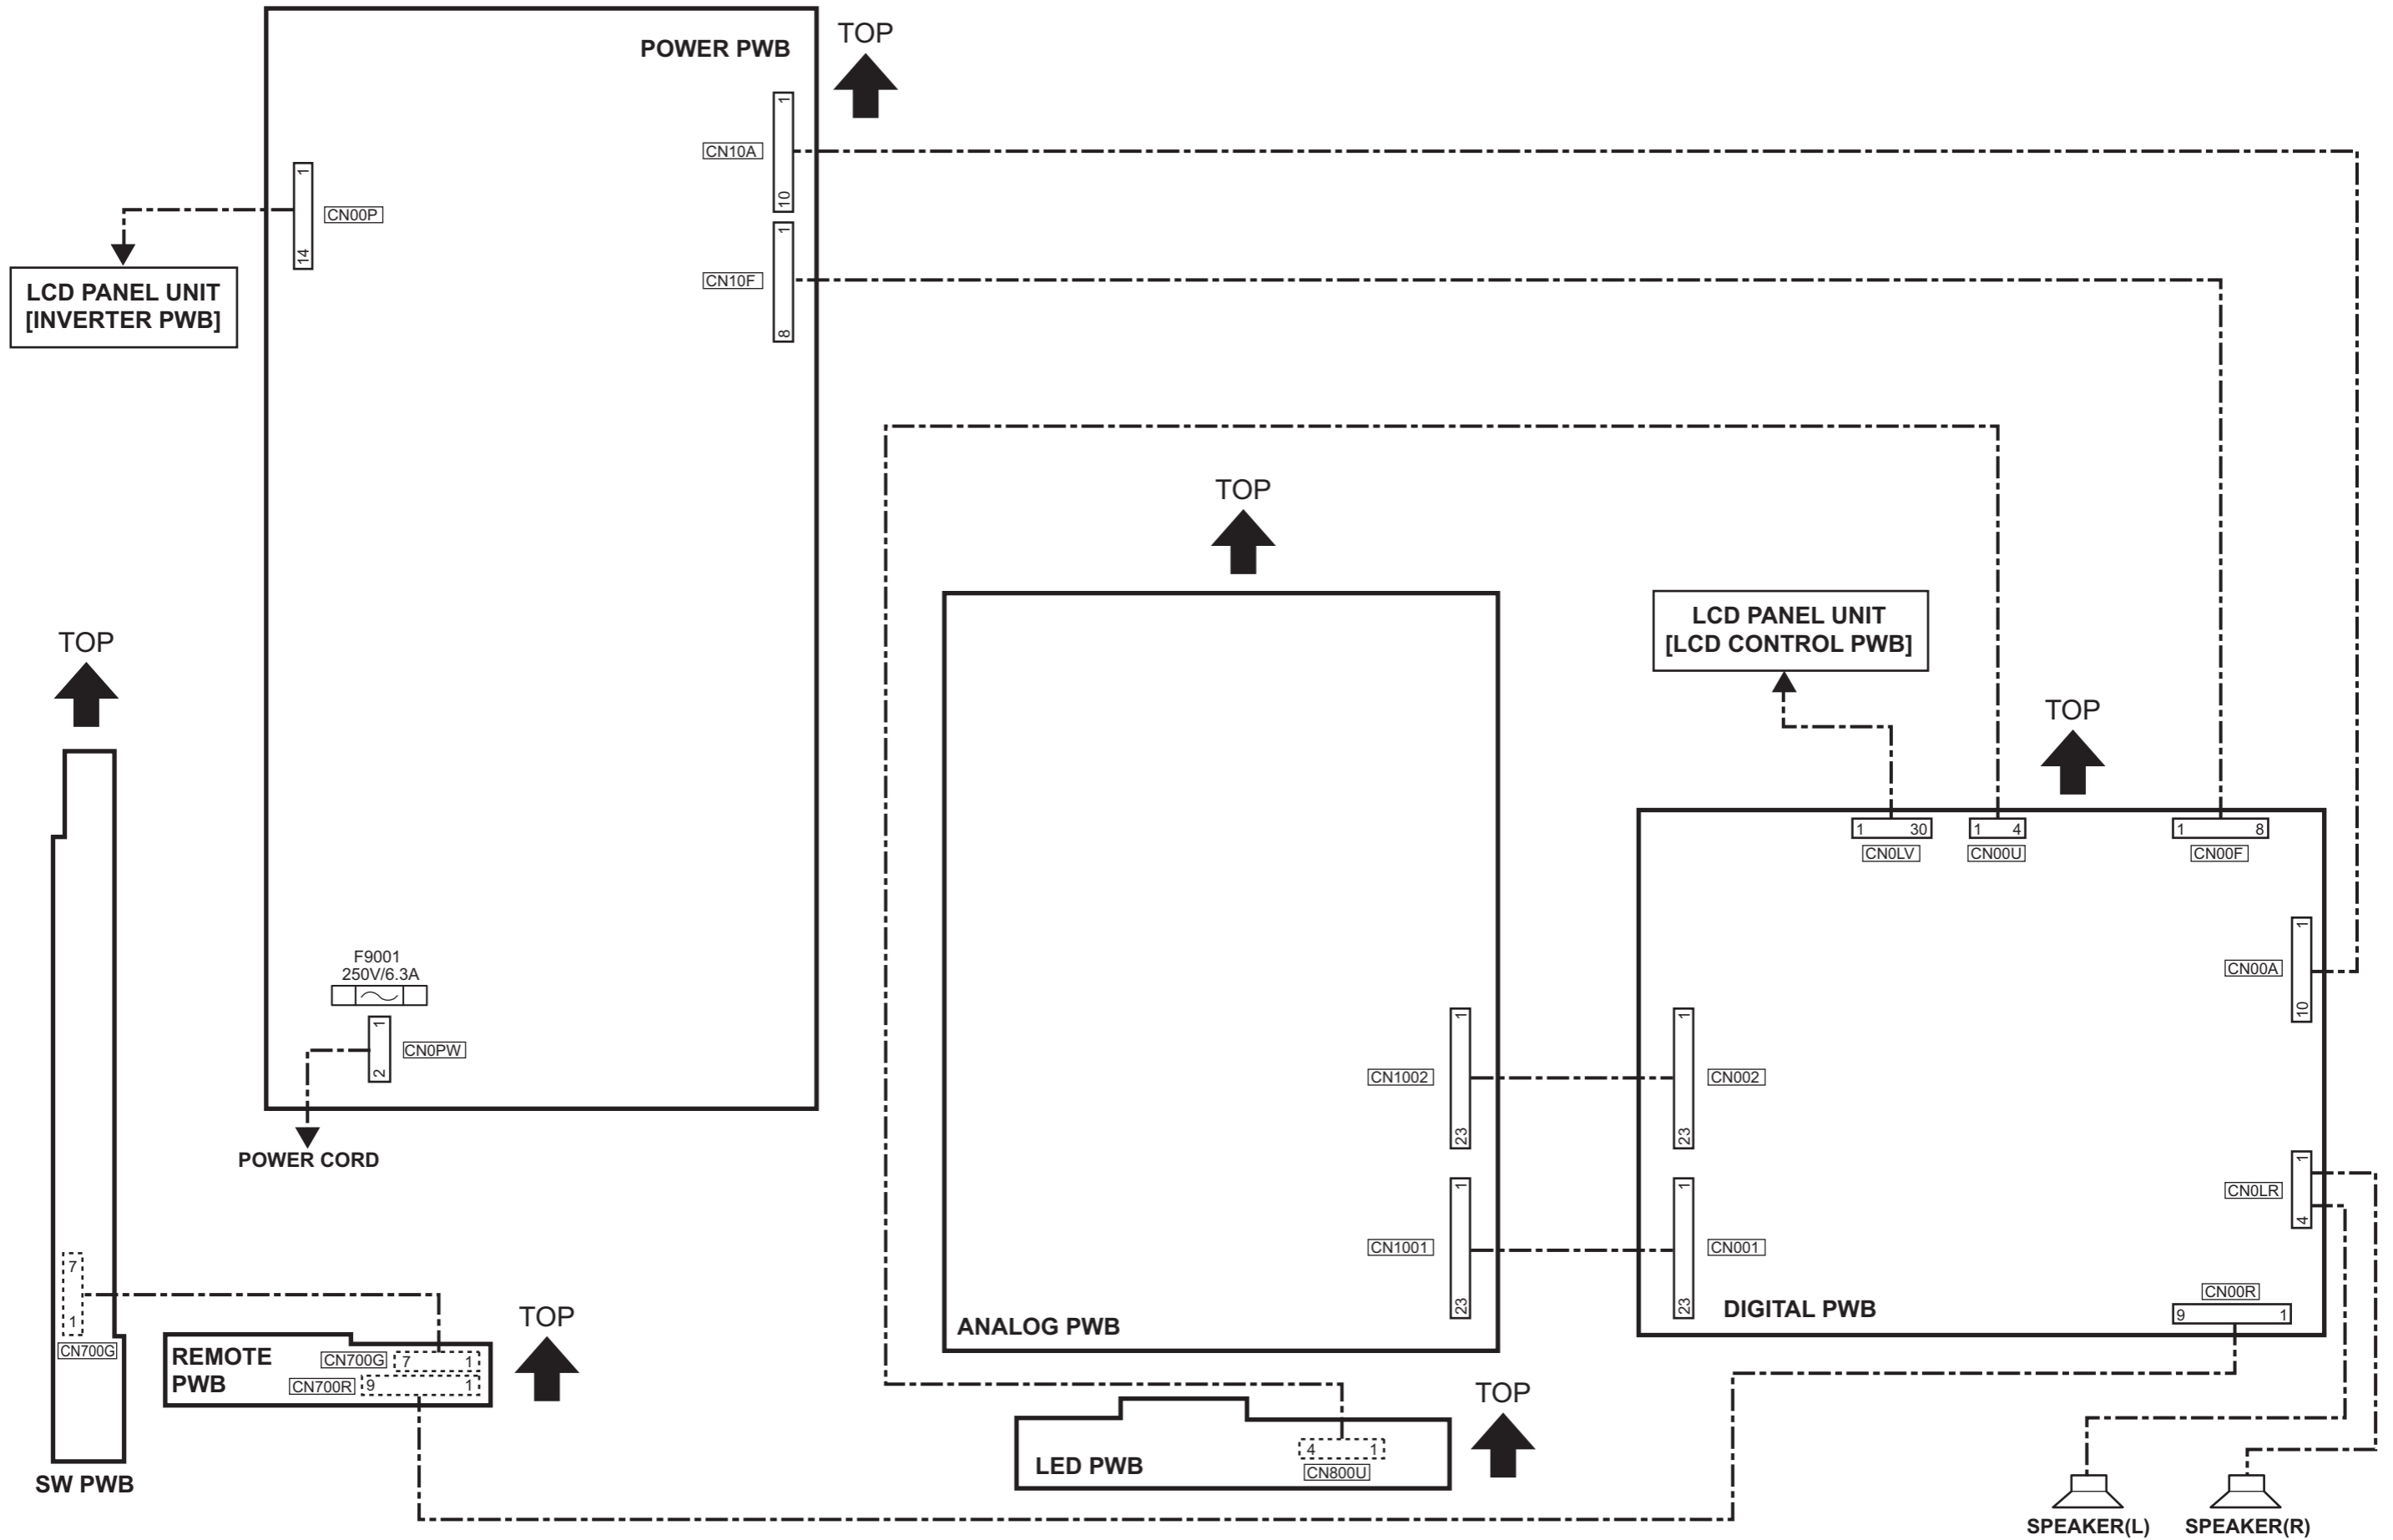 POWER PWB
TOP
1
CN10A
10
1
CN00P
14
1
CN10F
8
LCD PANEL UNIT
[INVERTER PWB]
TOP
LCD PANEL UNIT
[LCD CONTROL PWB]
TOP
TOP
1 30
CN0LV
1 4
CN00U
1 8
CN00F
1
CN00A
10
F9001
250V/6.3A
1
CN0PW
2
POWER CORD
1
CN1002
23
1
CN002
23
1
CN0LR
4
1
CN1001
23
1
CN001
23
7
1
CN700G
SW PWB
REMOTE
PWB
CN700G
7 1
CN700R
9 1
TOP
ANALOG PWB
DIGITAL PWB
CN00R
9 1
LED PWB
4 1
CN800U
TOP
SPEAKER(L)
SPEAKER(R)